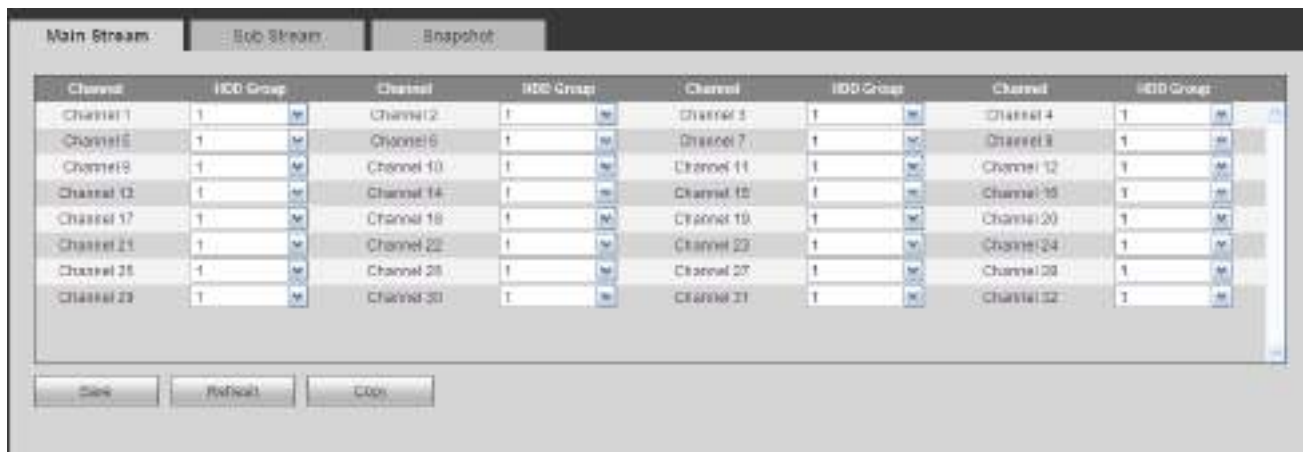 Main Stream Sub Stream Snapshot
Channel HDD Group Channel HDD Group Channel HDD Group Channel HDD Group
Channel 1 1 Channel 2 1 Channel 3 1 Channel 4 1
Channel 5 1 Channel 6 1 Channel 7 1 Channel 8 1
Channel 9 1 Channel 10 1 Channel 11 1 Channel 12 1
Channel 13 1 Channel 14 1 Channel 15 1 Channel 16 1
Channel 17 1 Channel 18 1 Channel 19 1 Channel 20 1
Channel 21 1 Channel 22 1 Channel 23 1 Channel 24 1
Channel 25 1 Channel 26 1 Channel 27 1 Channel 28 1
Channel 29 1 Channel 30 1 Channel 31 1 Channel 32 1
Save Refresh Copy